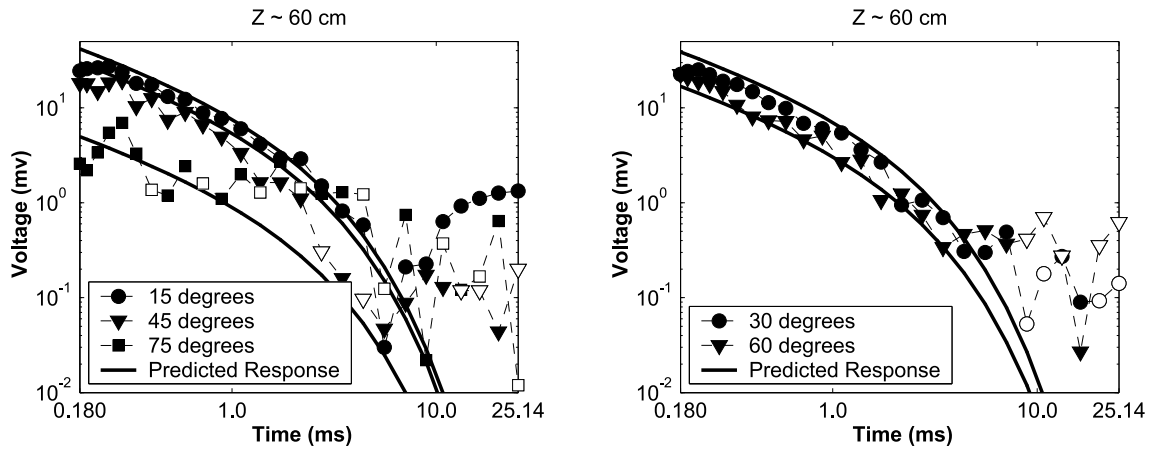 Z ~ 60 cm
Voltage (mv)
10^1
10^0
10^-1
10^-2
15 degrees
45 degrees
75 degrees
Predicted Response
0.180
1.0
10.0
25.14
Time (ms)
Z ~ 60 cm
Voltage (mv)
10^1
10^0
10^-1
10^-2
30 degrees
60 degrees
Predicted Response
0.180
1.0
10.0
25.14
Time (ms)